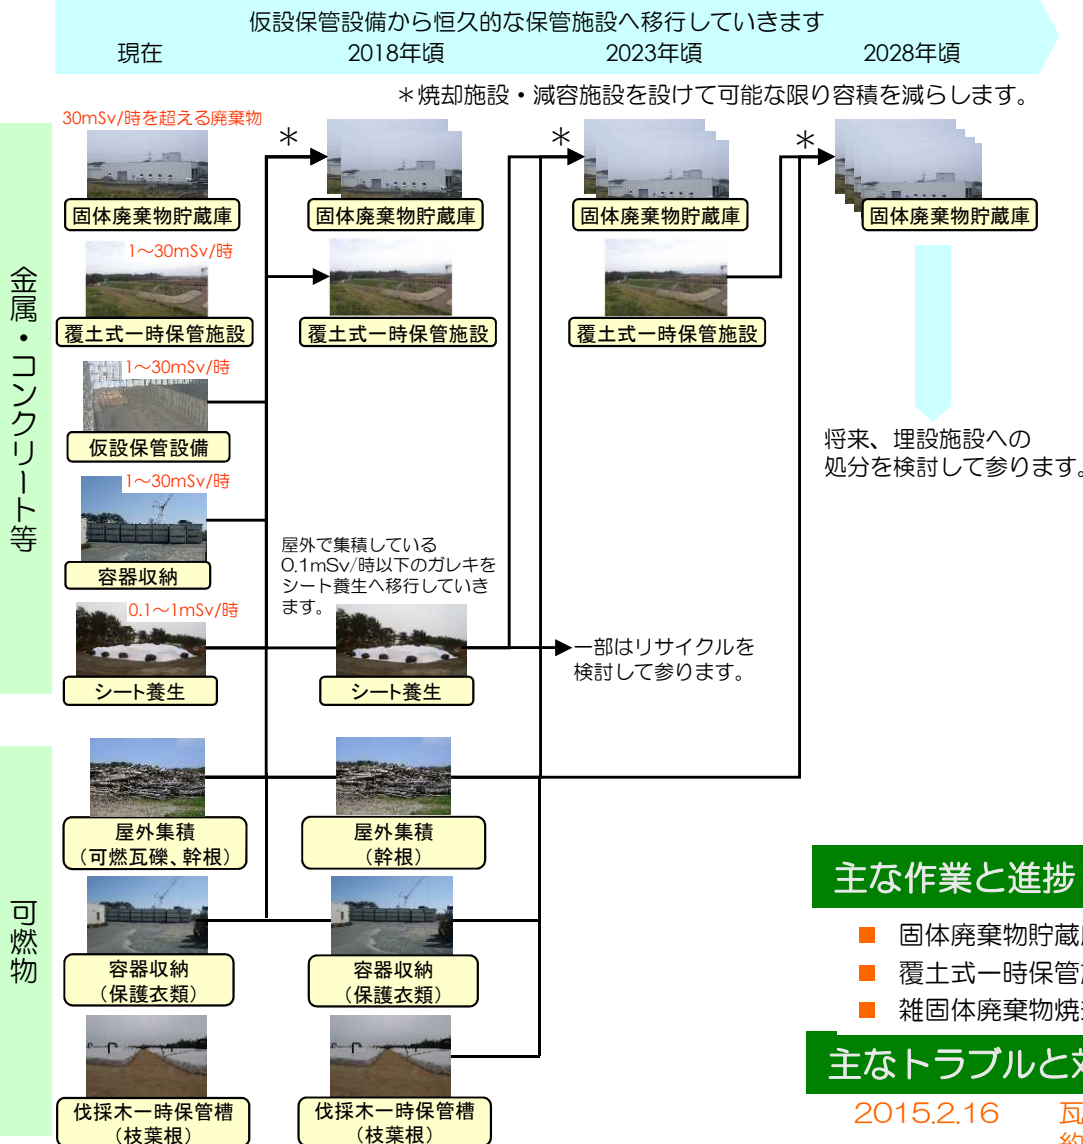 仮設保管設備から恒久的な保管施設へ移行していきます
現在
2018年頃
2023年頃
2028年頃
＊焼却施設・減容施設を設けて可能な限り容積を減らします。
金属・コンクリート等
30mSv/時を超える廃棄物
＊
＊
＊
固体廃棄物貯蔵庫
固体廃棄物貯蔵庫
固体廃棄物貯蔵庫
固体廃棄物貯蔵庫
1～30mSv/時
覆土式一時保管施設
覆土式一時保管施設
覆土式一時保管施設
1～30mSv/時
仮設保管設備
将来、埋設施設への
処分を検討して参ります。
1～30mSv/時
容器収納
屋外で集積している
0.1mSv/時以下のガレキを
シート養生へ移行していき
ます。
0.1～1mSv/時
シート養生
シート養生
一部はリサイクルを
検討して参ります。
可燃物
屋外集積
（可燃瓦礫、幹根）
屋外集積
（幹根）
容器収納
（保護衣類）
容器収納
（保護衣類）
伐採木一時保管槽
（枝葉根）
伐採木一時保管槽
（枝葉根）
主な作業と進捗
■ 固体廃棄物貯蔵
■ 覆土式一時保管
■ 雑固体廃棄物焼
主なトラブルと
2015.2.16 瓦